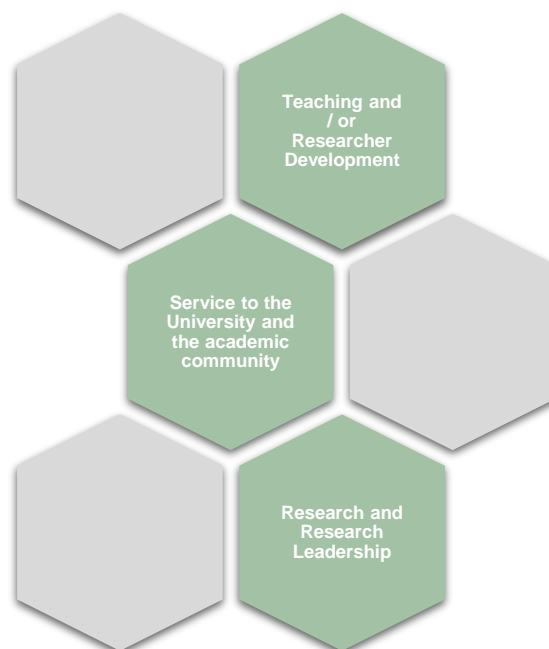 Teaching and
/ or
Researcher
Development
Service to the
University and
the academic
community
Research and
Research
Leadership